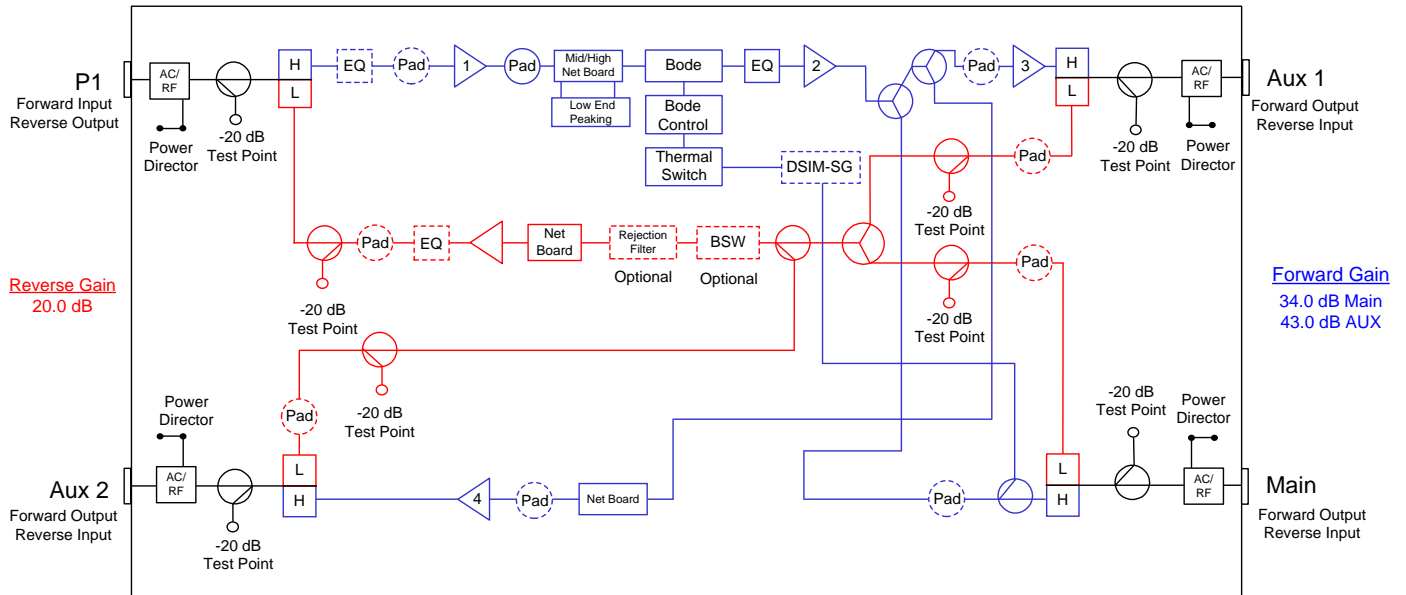 P1
Forward Input
Reverse Output
AC/
RF
Power
Director
-20 dB
Test Point
H
L
EQ
Pad
1
Pad
Mid/High
Net Board
Low End
Peaking
Bode
Bode
Control
Thermal
Switch
EQ
2
DSIM-SG
Pad
3
H
L
-20 dB
Test Point
AC/
RF
Power
Director
Aux 1
Forward Output
Reverse Input
-20 dB
Test Point
Pad
-20 dB
Test Point
Pad
EQ
Net
Board
Rejection
Filter
Optional
BSW
Optional
-20 dB
Test Point
Pad
Reverse Gain
20.0 dB
Forward Gain
34.0 dB Main
43.0 dB AUX
-20 dB
Test Point
Pad
Power
Director
AC/
RF
Aux 2
Forward Output
Reverse Input
-20 dB
Test Point
L
H
4
Pad
Net Board
Pad
L
H
-20 dB
Test Point
Power
Director
AC/
RF
Main
Forward Output
Reverse Input